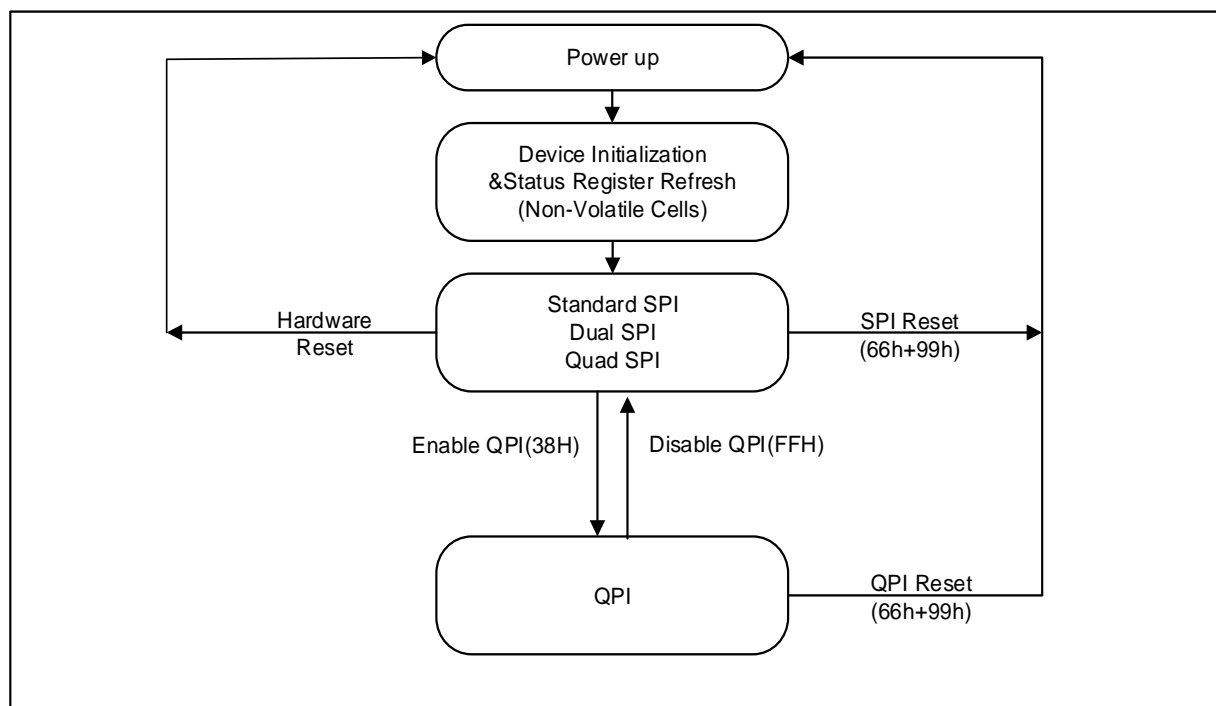 Power up
Device Initialization
&Status Register Refresh
(Non-Volatile Cells)
Hardware
Reset
Standard SPI
Dual SPI
Quad SPI
SPI Reset
(66h+99h)
Enable QPI(38H)
Disable QPI(FFH)
QPI
QPI Reset
(66h+99h)